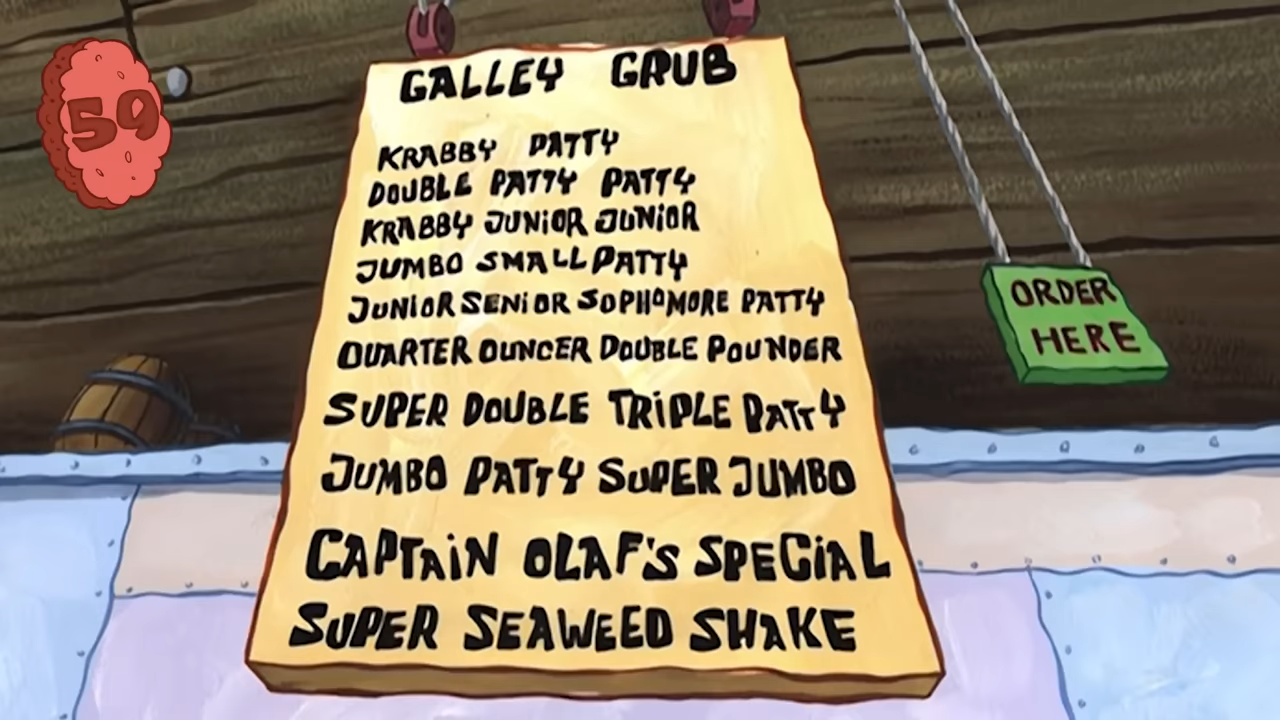 59
GALLEY GRUB
KRABBY PATTY
DOUBLE PATTY PATTY
KRABBY JUNiOR JUNiOR
JUMBO SMALL PATTY
JUNiOR SENiOR SOPHOMORE PATTY
QUARTER OUNCER DOUBLE POUNDER
SUPER DOUBLE TRiPLE PATTY
JUMBO PATTY SUPER JUMBO
CAPTAiN OLAF'S SPECiAL
SUPER SEAWEED SHAKE
ORDER
HERE